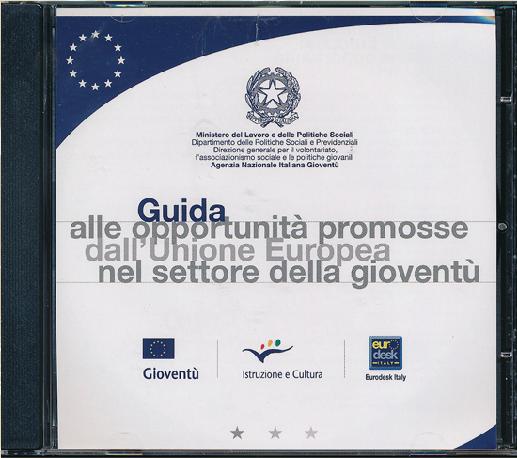 Ministero del Lavoro e delle Politiche Sociali
Dipartimento delle Politiche Sociali e Previdenziali
Direzione generale per il volontariato,
l'associazionismo sociale e le politiche giovanili
Agenzia Nazionale Italiana Gioventù
Guida
alle opportunità promosse
dall'Unione Europea
nel settore della gioventù
Gioventù
Istruzione e Cultura
euro
desk
ITALY
Eurodesk Italy